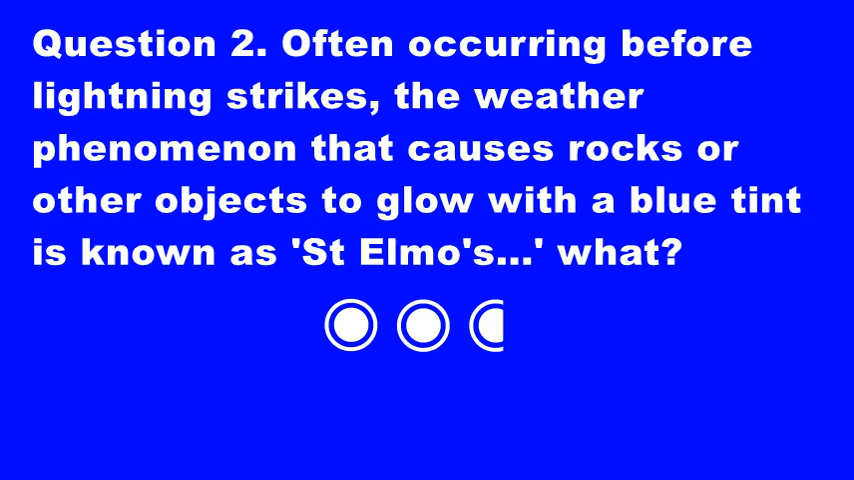 Question 2. Often occurring before
lightning strikes, the weather
phenomenon that causes rocks or
other objects to glow with a blue tint
is known as 'St Elmo's...' what?